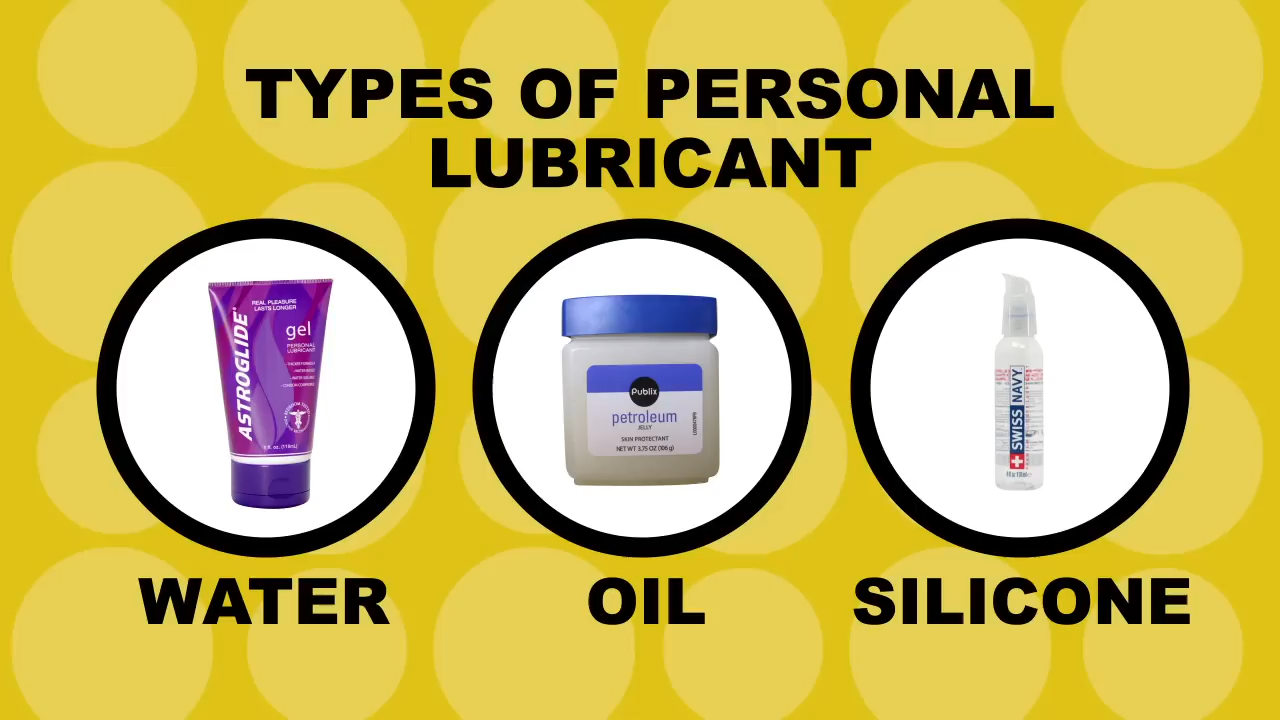 TYPES OF PERSONAL
LUBRICANT
REAL PLEASURE
LASTS LONGER
ASTROGLIDE®
gel
PERSONAL
LUBRICANT
Publix
petroleum
JELLY
SKIN PROTECTANT
NET WT 3.75 OZ (106 g)
SWISS NAVY
WATER
OIL
SILICONE